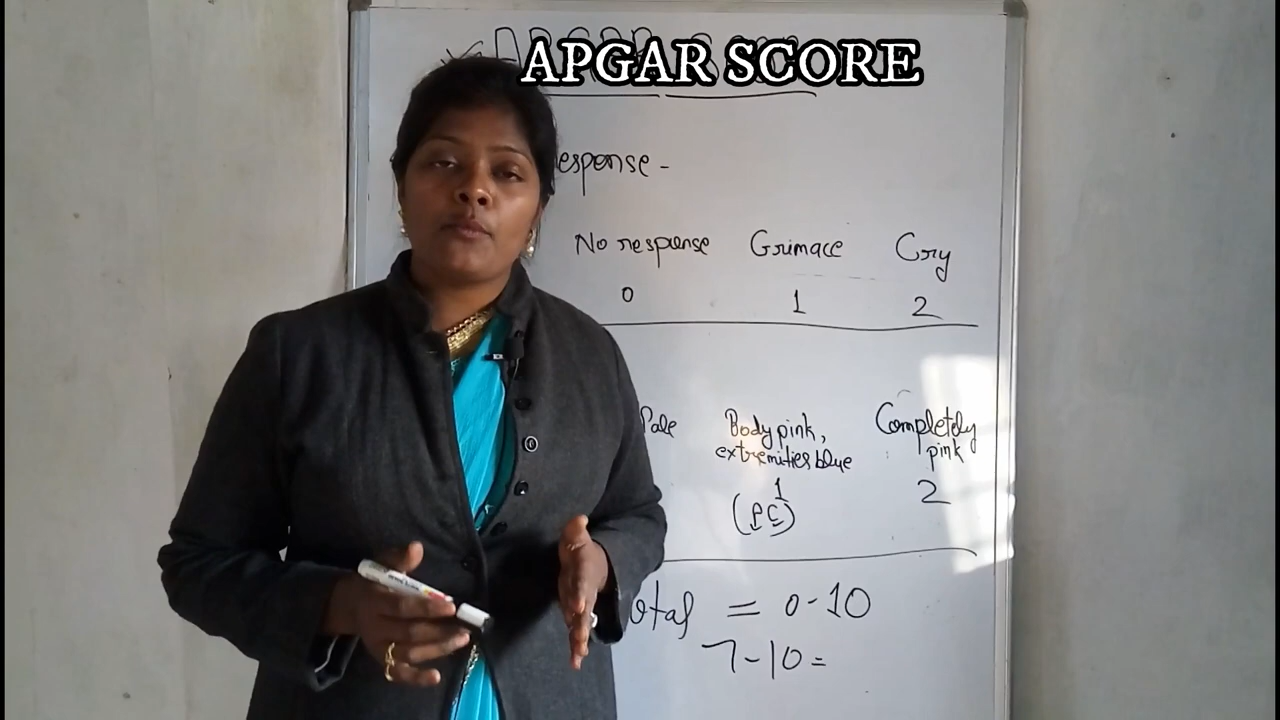 APGAR SCORE
esponse -
No response Grimace Cry
0 1 2
Pale Body pink, Completely
extremities blue pink
1 2
(PC)
otal = 0-10
7-10=